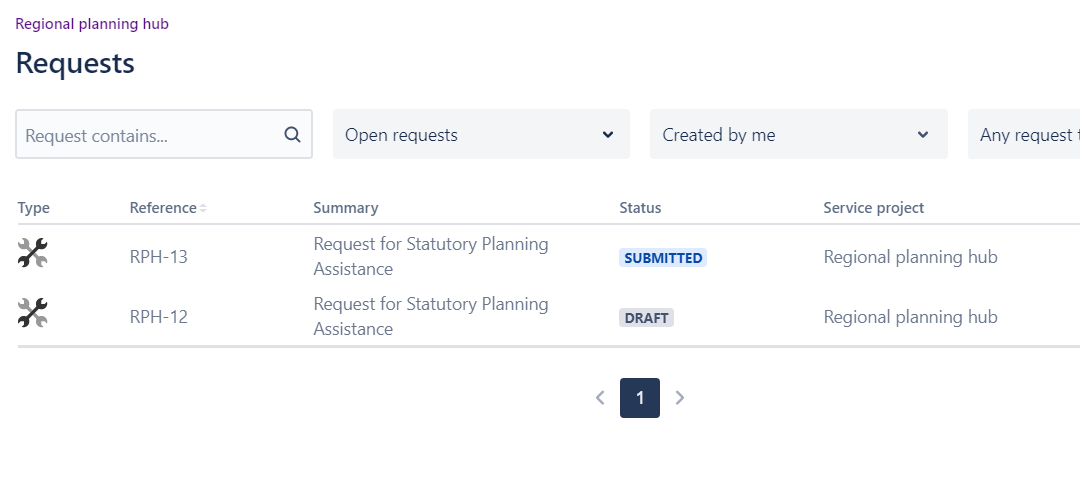 Regional planning hub
Requests
Request contains...
Open requests
Created by me
Any request
Type Reference Summary Status Service project
RPH-13 Request for Statutory Planning Assistance SUBMITTED Regional planning hub
RPH-12 Request for Statutory Planning Assistance DRAFT Regional planning hub
1